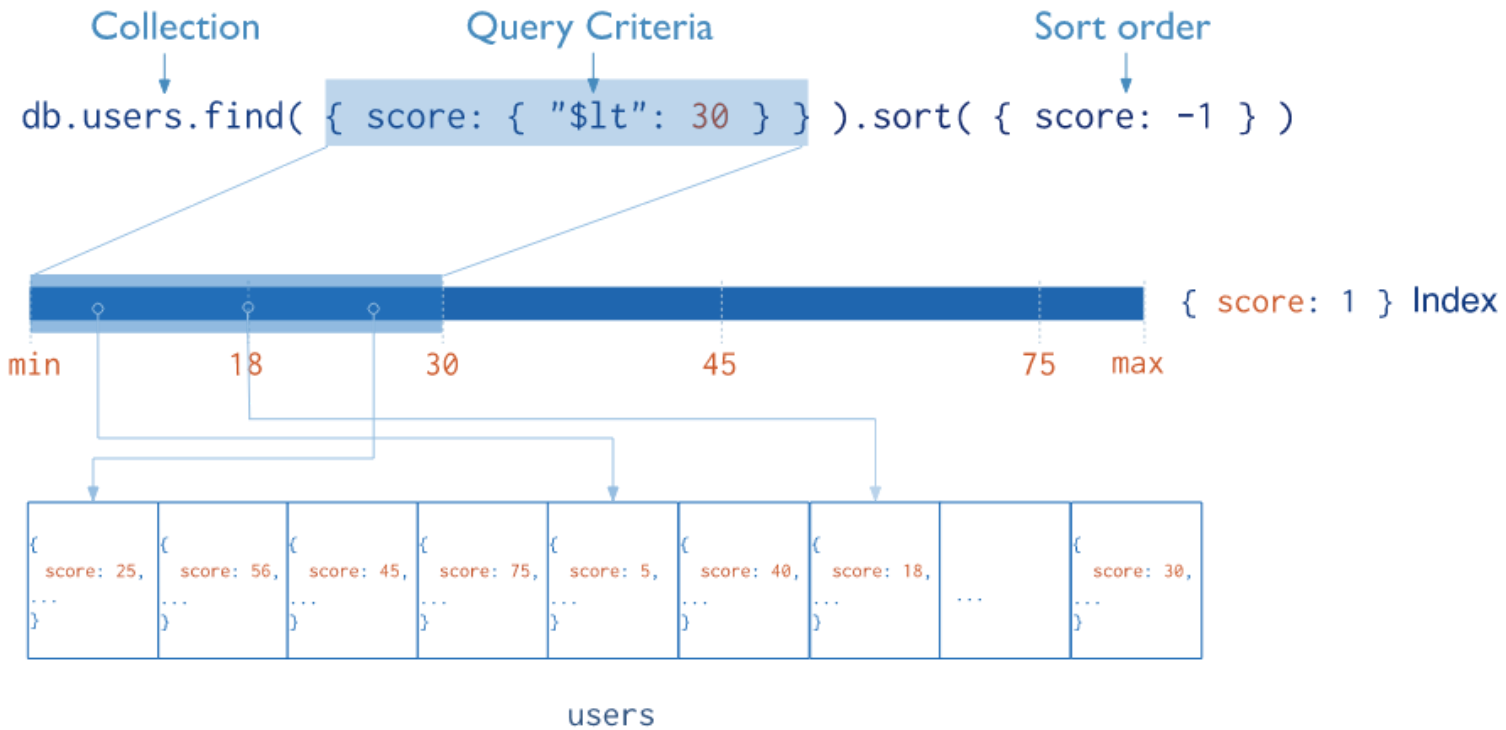 Collection Query Criteria Sort order
db.users.find( { score: { "$lt": 30 } } ).sort( { score: -1 } )
{ score: 1 } Index
min 18 30 45 75 max
{ { { { { { { {
score: 25, score: 56, score: 45, score: 75, score: 5, score: 40, score: 18, score: 30,
... ... ... ... ... ... ... ... ...
} } } } } } } }
users